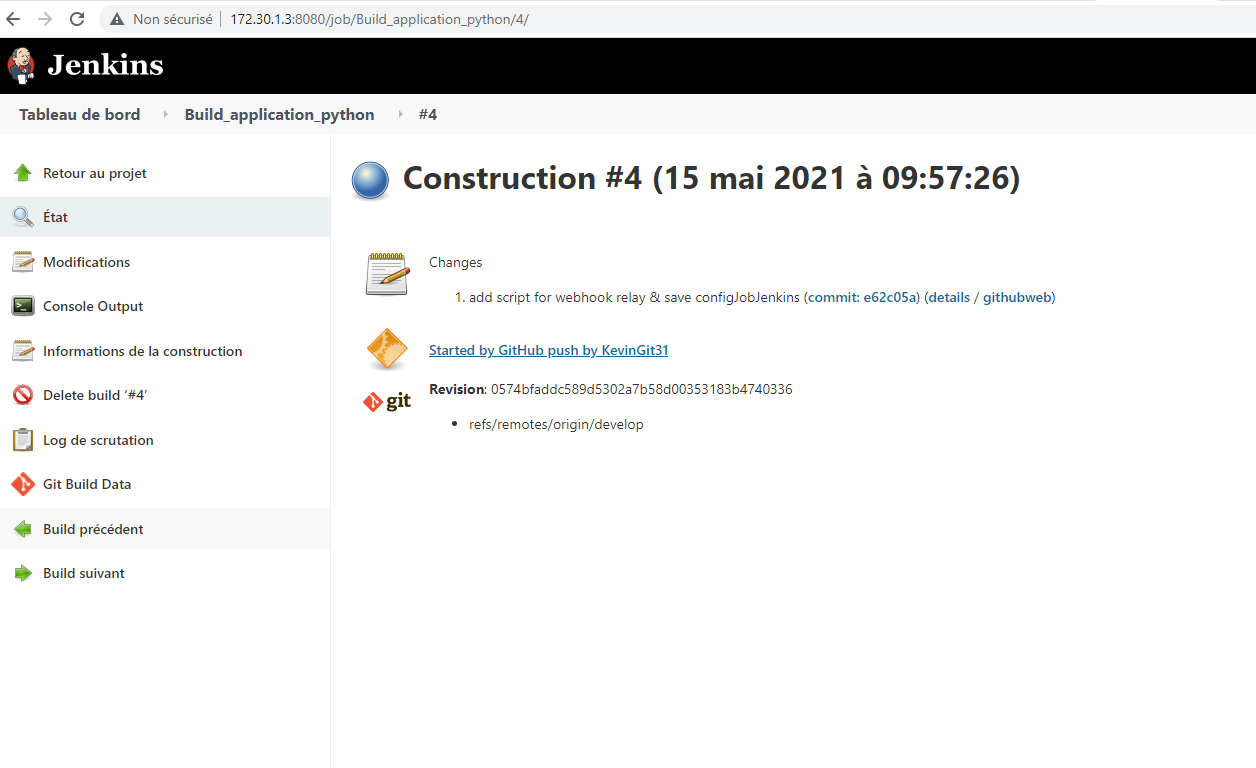 Non sécurisé 172.30.1.3:8080/job/Build_application_python/4/
Jenkins
Tableau de bord Build_application_python #4
Retour au projet
État
Modifications
Console Output
Informations de la construction
Delete build ‘#4’
Log de scrutation
Git Build Data
Build précédent
Build suivant
Construction #4 (15 mai 2021 à 09:57:26)
Changes
1. add script for webhook relay & save configJobJenkins (commit: e62c05a) (details / githubweb)
Started by GitHub push by KevinGit31
git
Revision: 0574bfaddc589d5302a7b58d00353183b4740336
• refs/remotes/origin/develop